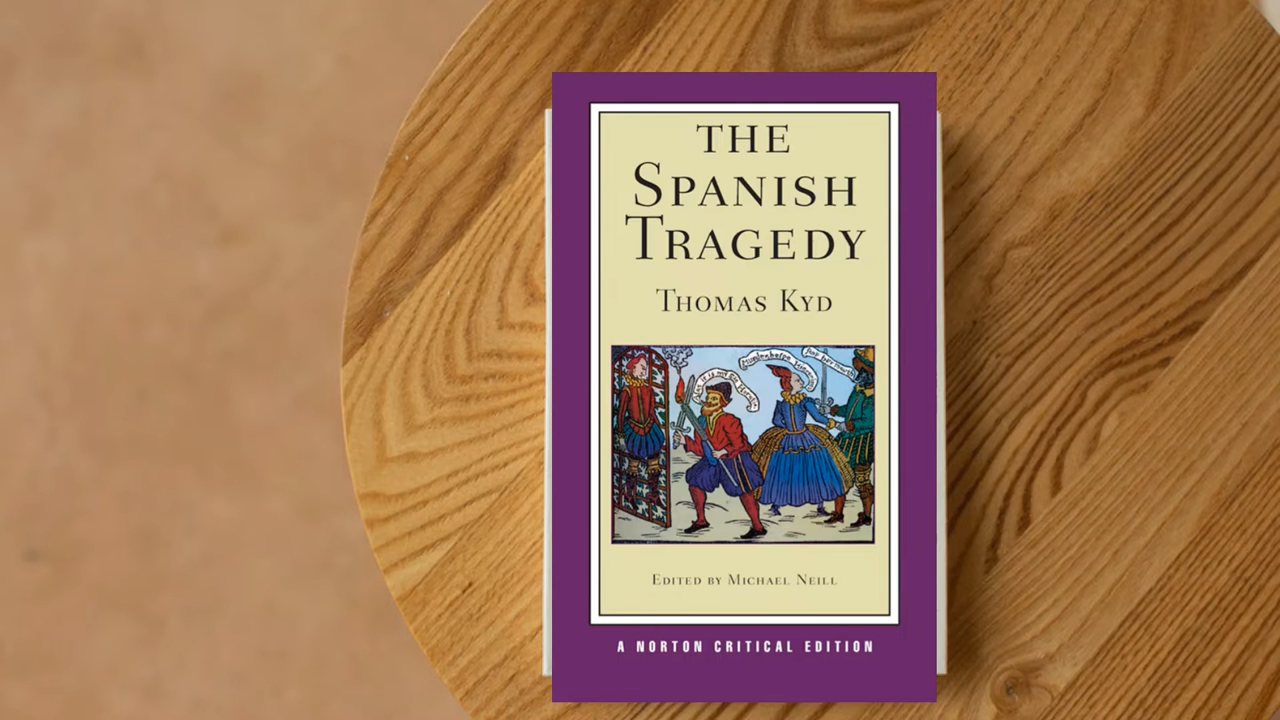 THE
SPANISH
TRAGEDY
THOMAS KYD
EDITED BY MICHAEL NEILL
A NORTON CRITICAL EDITION